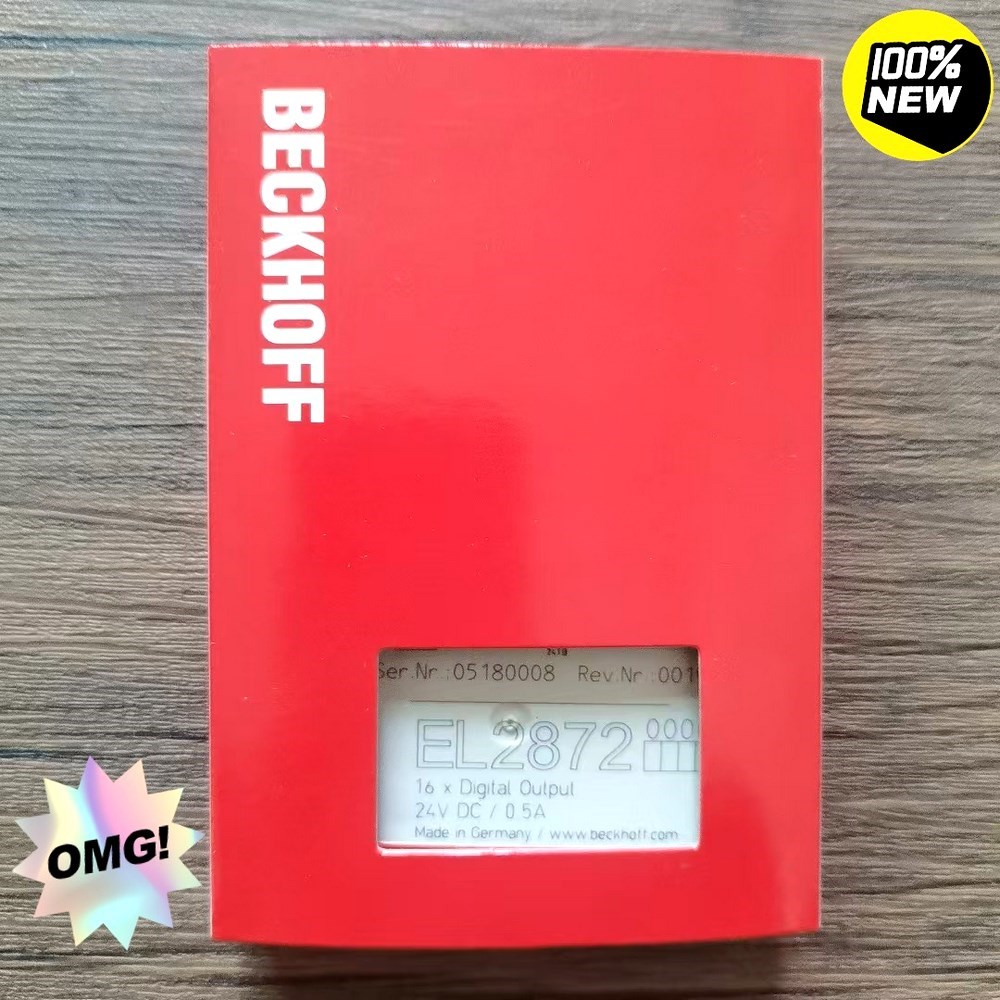 100%
NEW
BECKHOFF
Ser.Nr.:05180008 Rev.Nr.:001
EL2872
16 x Digital Output
24V DC / 0.5A
Made in Germany / www.beckhoff.com
OMG!